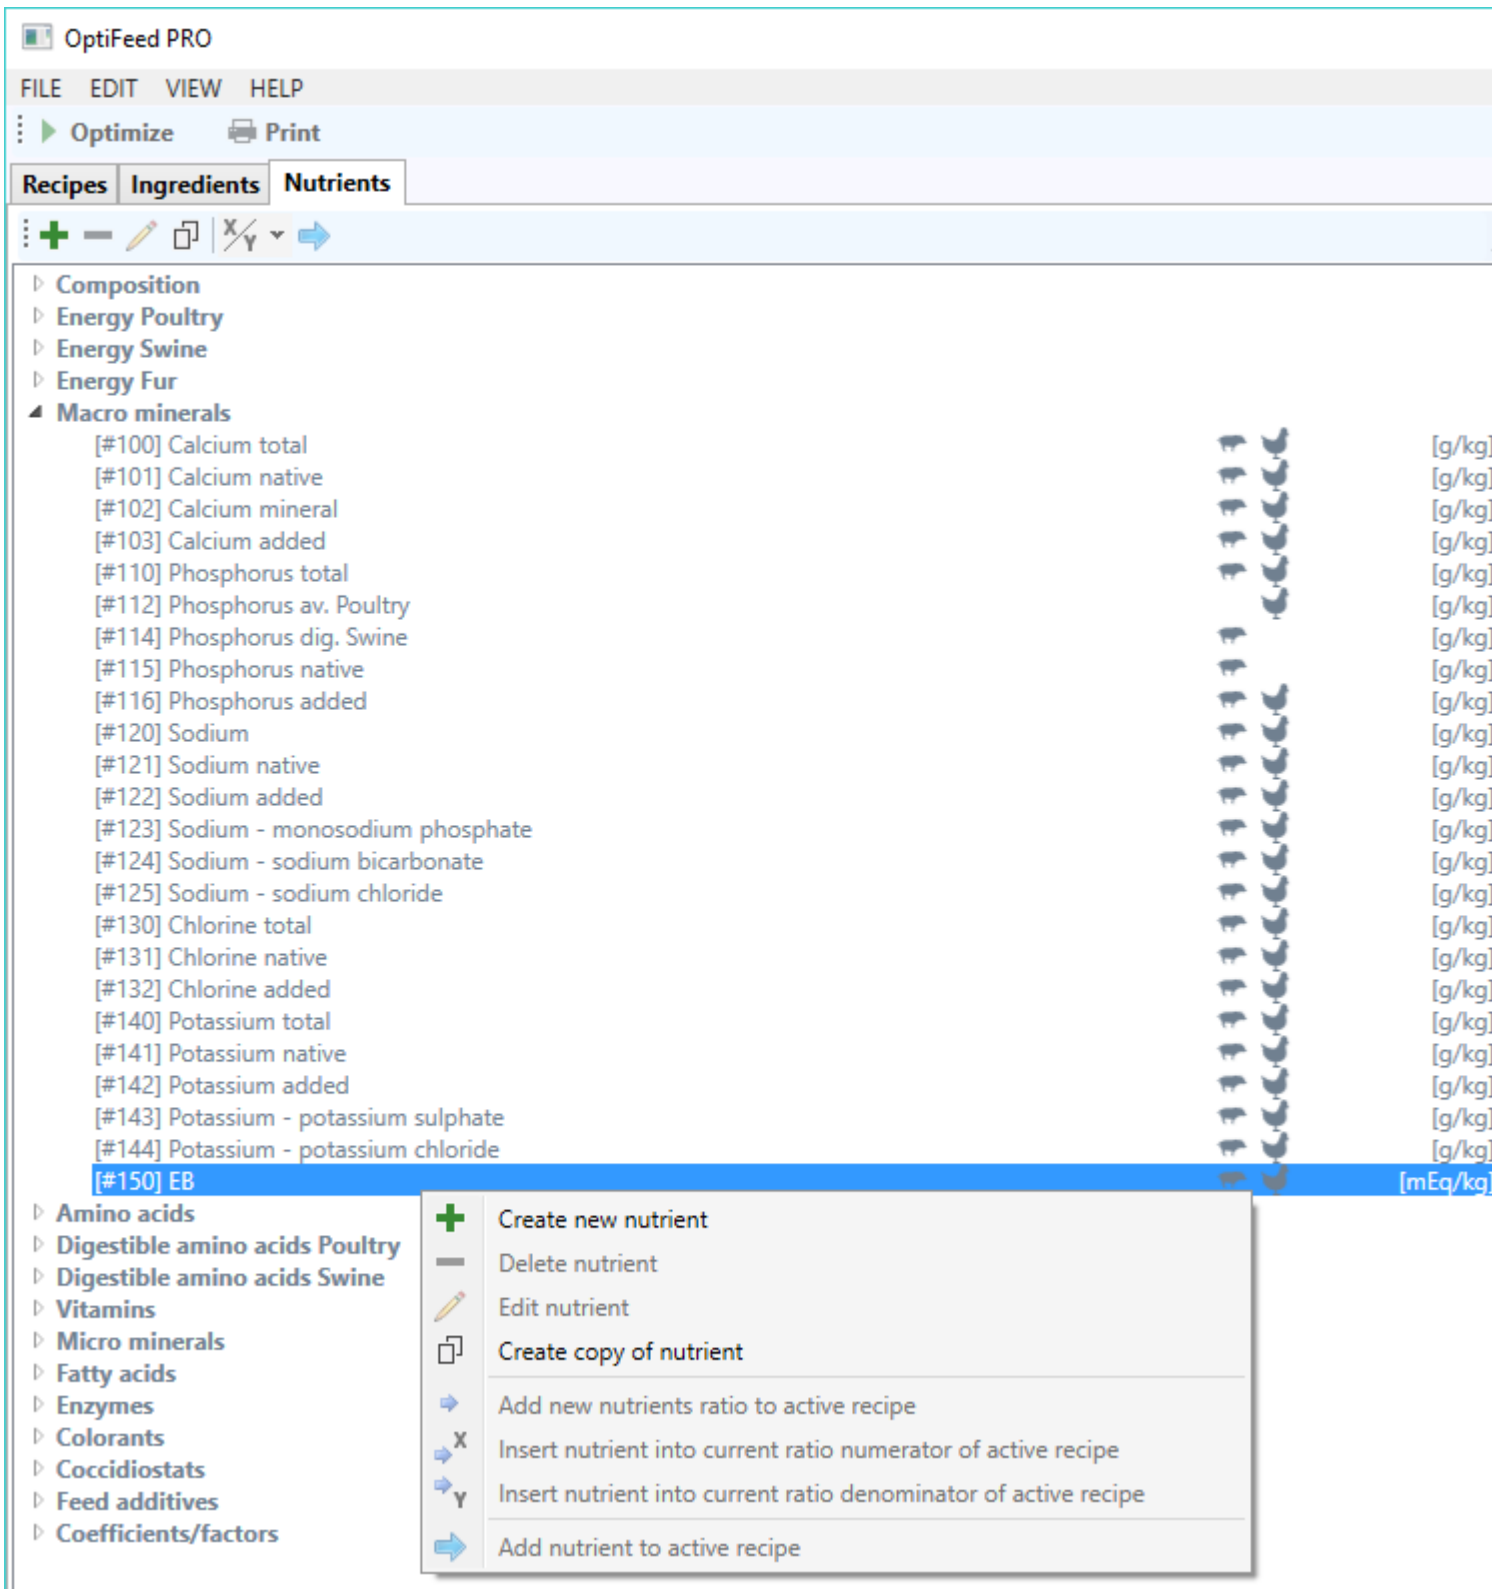 OptiFeed PRO
FILE EDIT VIEW HELP
Optimize Print
Recipes Ingredients Nutrients
X/Y
Composition
Energy Poultry
Energy Swine
Energy Fur
Macro minerals
[#100] Calcium total [g/kg]
[#101] Calcium native [g/kg]
[#102] Calcium mineral [g/kg]
[#103] Calcium added [g/kg]
[#110] Phosphorus total [g/kg]
[#112] Phosphorus av. Poultry [g/kg]
[#114] Phosphorus dig. Swine [g/kg]
[#115] Phosphorus native [g/kg]
[#116] Phosphorus added [g/kg]
[#120] Sodium [g/kg]
[#121] Sodium native [g/kg]
[#122] Sodium added [g/kg]
[#123] Sodium - monosodium phosphate [g/kg]
[#124] Sodium - sodium bicarbonate [g/kg]
[#125] Sodium - sodium chloride [g/kg]
[#130] Chlorine total [g/kg]
[#131] Chlorine native [g/kg]
[#132] Chlorine added [g/kg]
[#140] Potassium total [g/kg]
[#141] Potassium native [g/kg]
[#142] Potassium added [g/kg]
[#143] Potassium - potassium sulphate [g/kg]
[#144] Potassium - potassium chloride [g/kg]
[#150] EB [mEq/kg]
Amino acids
Digestible amino acids Poultry
Digestible amino acids Swine
Vitamins
Micro minerals
Fatty acids
Enzymes
Colorants
Coccidiostats
Feed additives
Coefficients/factors
Create new nutrient
Delete nutrient
Edit nutrient
Create copy of nutrient
Add new nutrients ratio to active recipe
X Insert nutrient into current ratio numerator of active recipe
Y Insert nutrient into current ratio denominator of active recipe
Add nutrient to active recipe